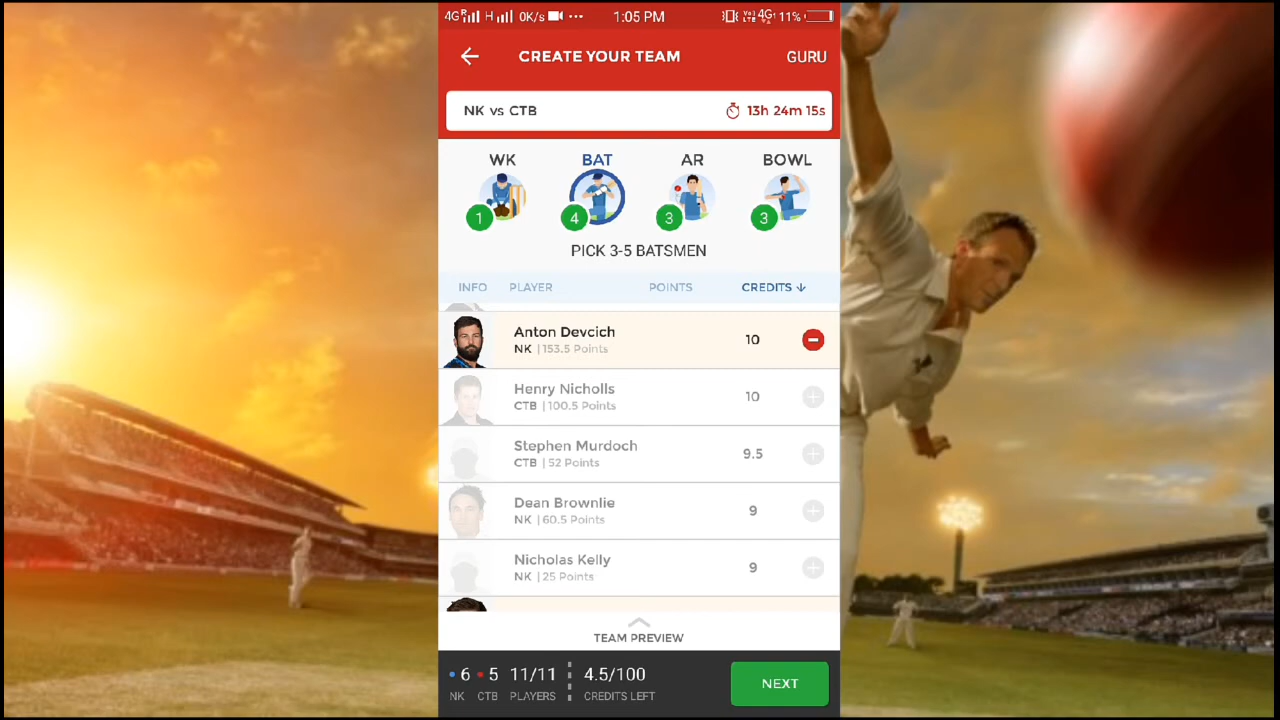 4G R H 0K/s ••• 1:05 PM 4G 11%
CREATE YOUR TEAM GURU
NK vs CTB 13h 24m 15s
WK BAT AR BOWL
1 4 3 3
PICK 3-5 BATSMEN
INFO PLAYER POINTS CREDITS
Anton Devcich 10
NK | 153.5 Points
Henry Nicholls 10
CTB | 100.5 Points
Stephen Murdoch 9.5
CTB | 52 Points
Dean Brownlie 9
NK | 60.5 Points
Nicholas Kelly 9
NK | 25 Points
TEAM PREVIEW
6 5 11/11 4.5/100 NEXT
NK CTB PLAYERS CREDITS LEFT